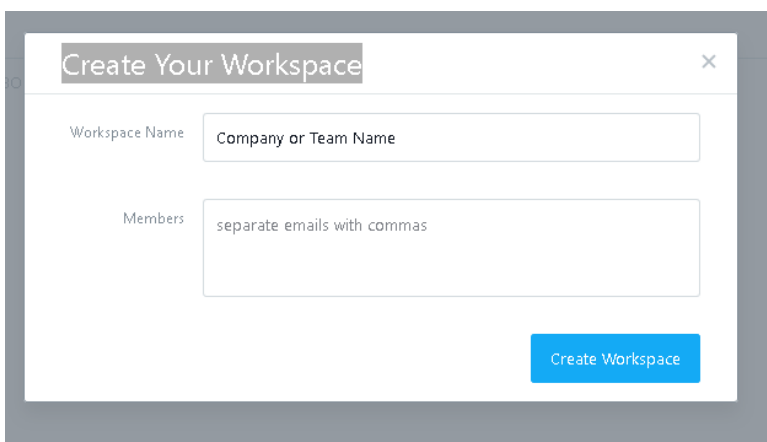 Create Your Workspace
×
Workspace Name
Company or Team Name
Members
separate emails with commas
Create Workspace